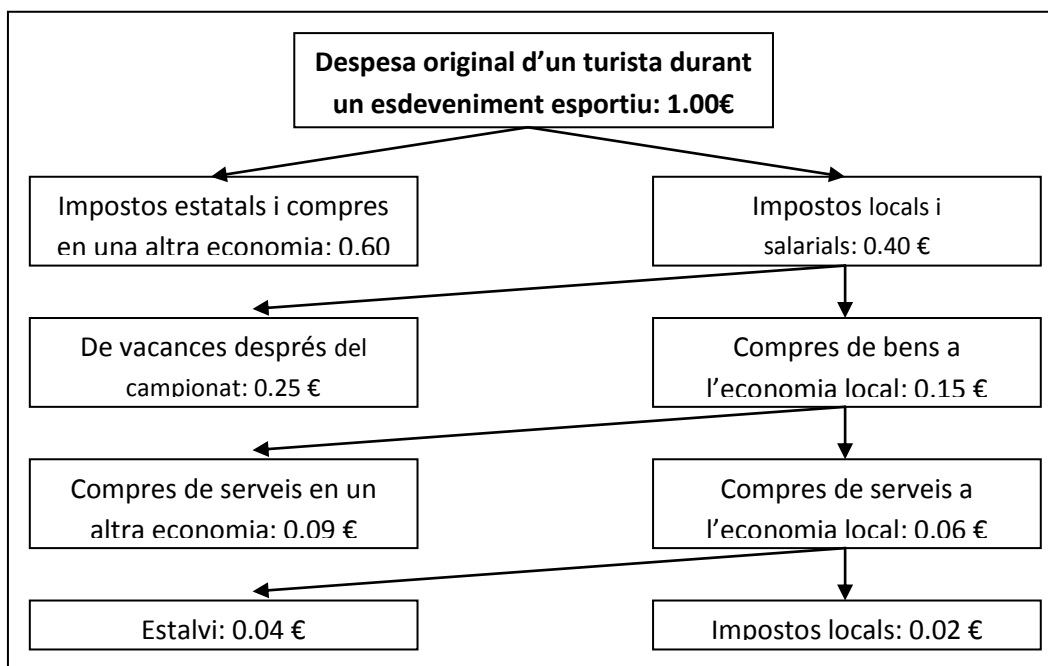 Despesa original d'un turista durant
un esdeveniment esportiu: 1.00€
Impostos estatals i compres
en una altra economia: 0.60
Impostos locals i
salarials: 0.40 €
De vacances després del
campionat: 0.25 €
Compres de bens a
l'economia local: 0.15 €
Compres de serveis en un
altra economia: 0.09 €
Compres de serveis a
l'economia local: 0.06 €
Estalvi: 0.04 €
Impostos locals: 0.02 €